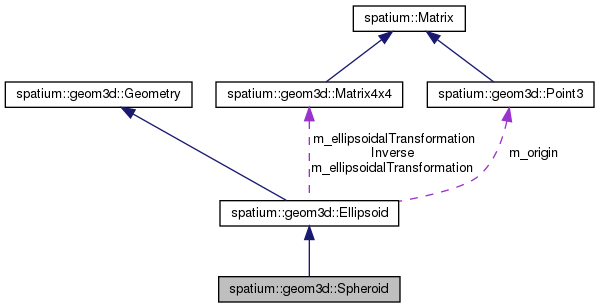 spatium::Matrix
spatium::geom3d::Geometry
spatium::geom3d::Matrix4x4
spatium::geom3d::Point3
m_ellipsoidalTransformation
Inverse
m_ellipsoidalTransformation
m_origin
spatium::geom3d::Ellipsoid
spatium::geom3d::Spheroid